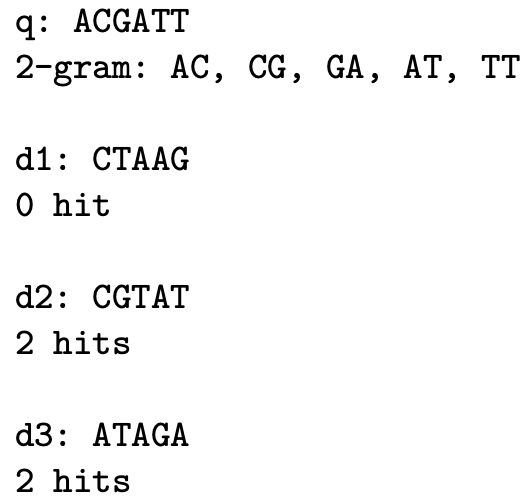 q: ACGATT
2-gram: AC, CG, GA, AT, TT
d1: CTAAG
0 hit
d2: CGTAT
2 hits
d3: ATAGA
2 hits